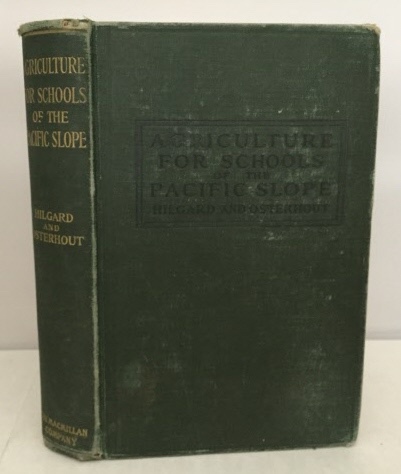 AGRICULTURE
FOR SCHOOLS
OF THE
PACIFIC SLOPE
HILGARD
AND
OSTERHOUT
THE MACMILLAN
COMPANY
AGRICULTURE
FOR SCHOOLS
OF THE
PACIFIC SLOPE
HILGARD AND OSTERHOUT